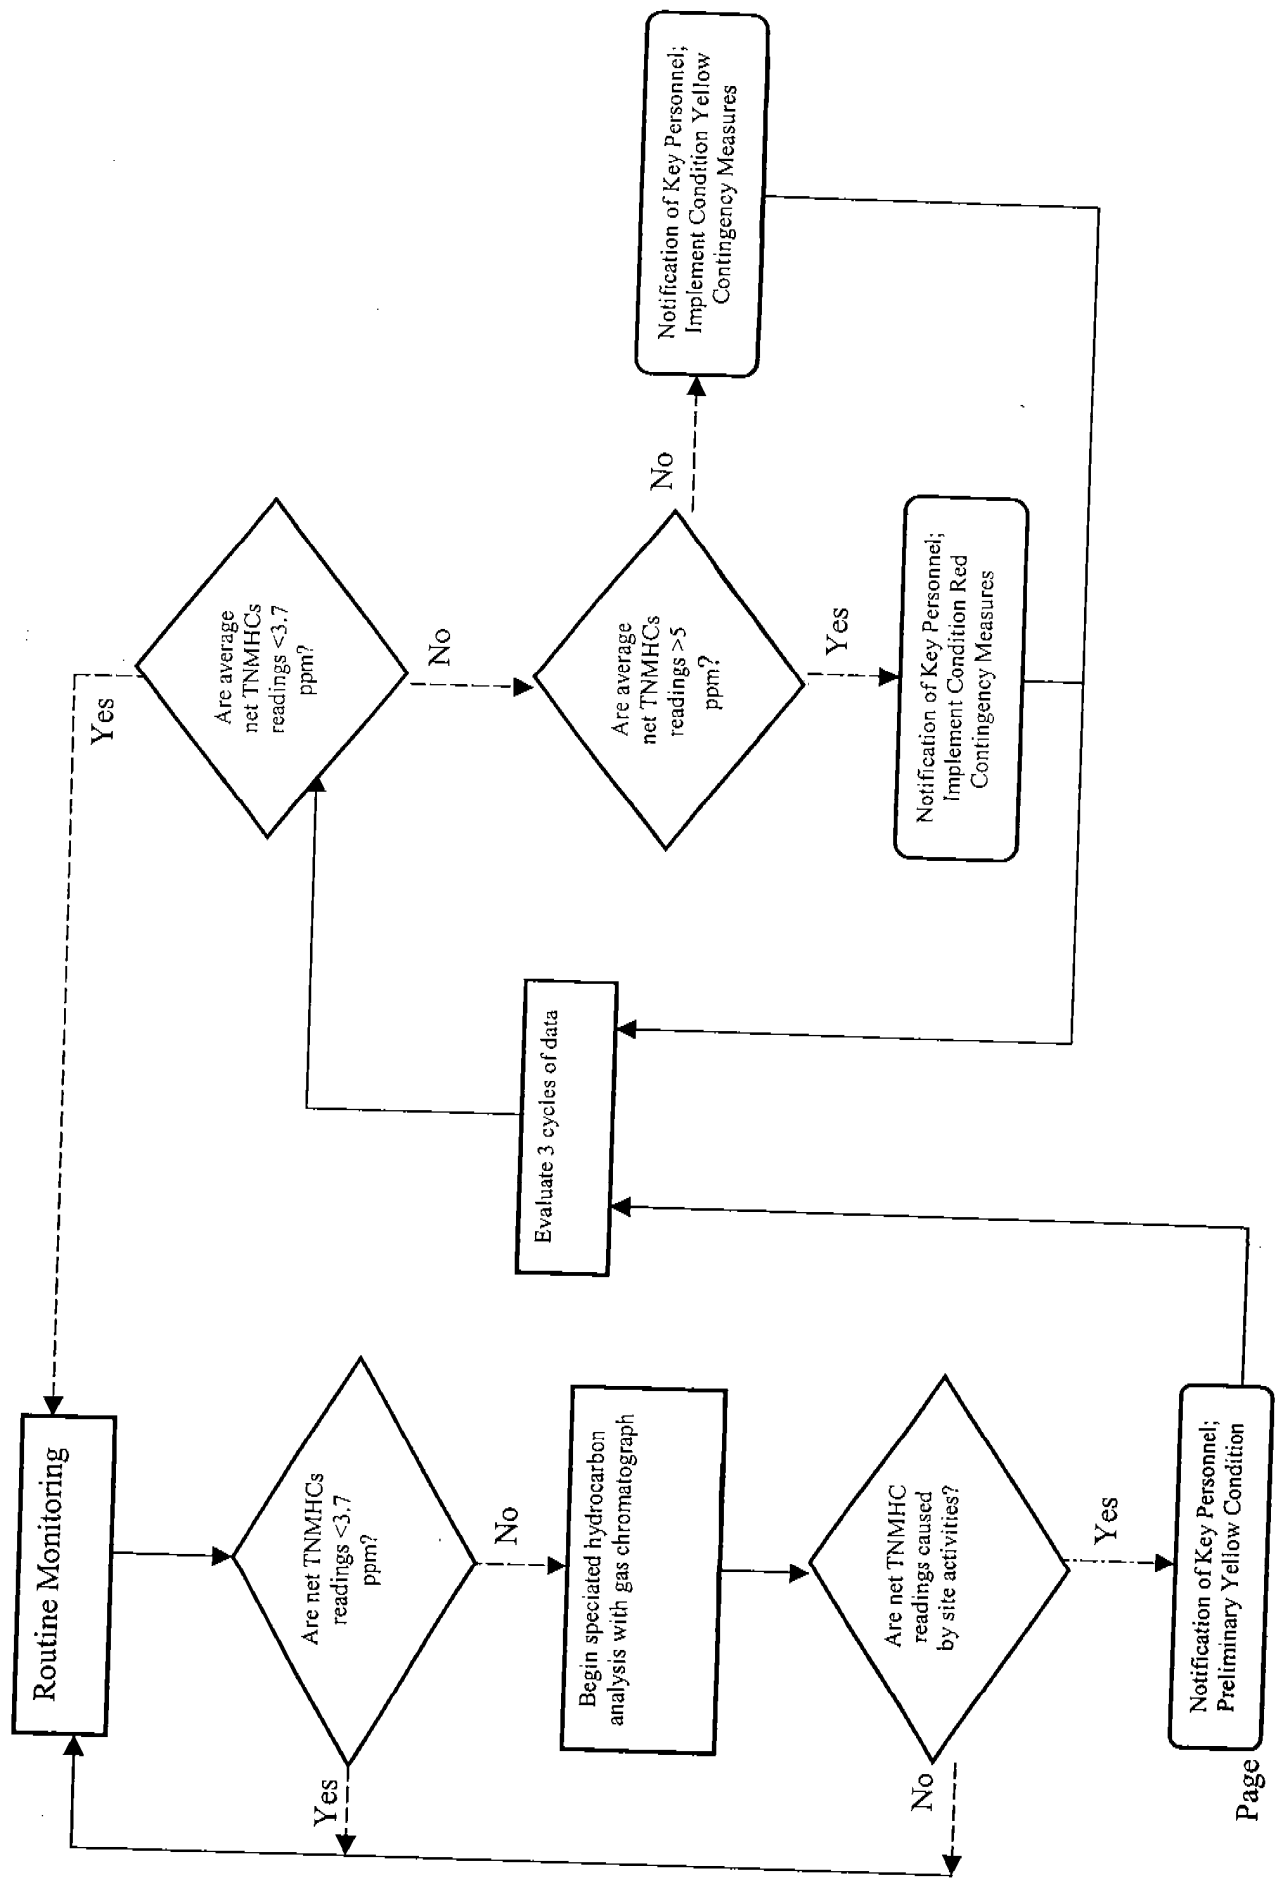 Routine Monitoring
Are net TNMHCs
readings <3.7
ppm?
Yes
No
Begin speciated hydrocarbon
analysis with gas chromatograph
Are net TNMHC
readings caused
by site activities?
No
Yes
Notification of Key Personnel;
Preliminary Yellow Condition
Evaluate 3 cycles of data
Are average
net TNMHCs
readings <3.7
ppm?
Yes
No
Are average
net TNMHCs
readings >5
ppm?
No
Yes
Notification of Key Personnel;
Implement Condition Red
Contingency Measures
Notification of Key Personnel;
Implement Condition Yellow
Contingency Measures
Page